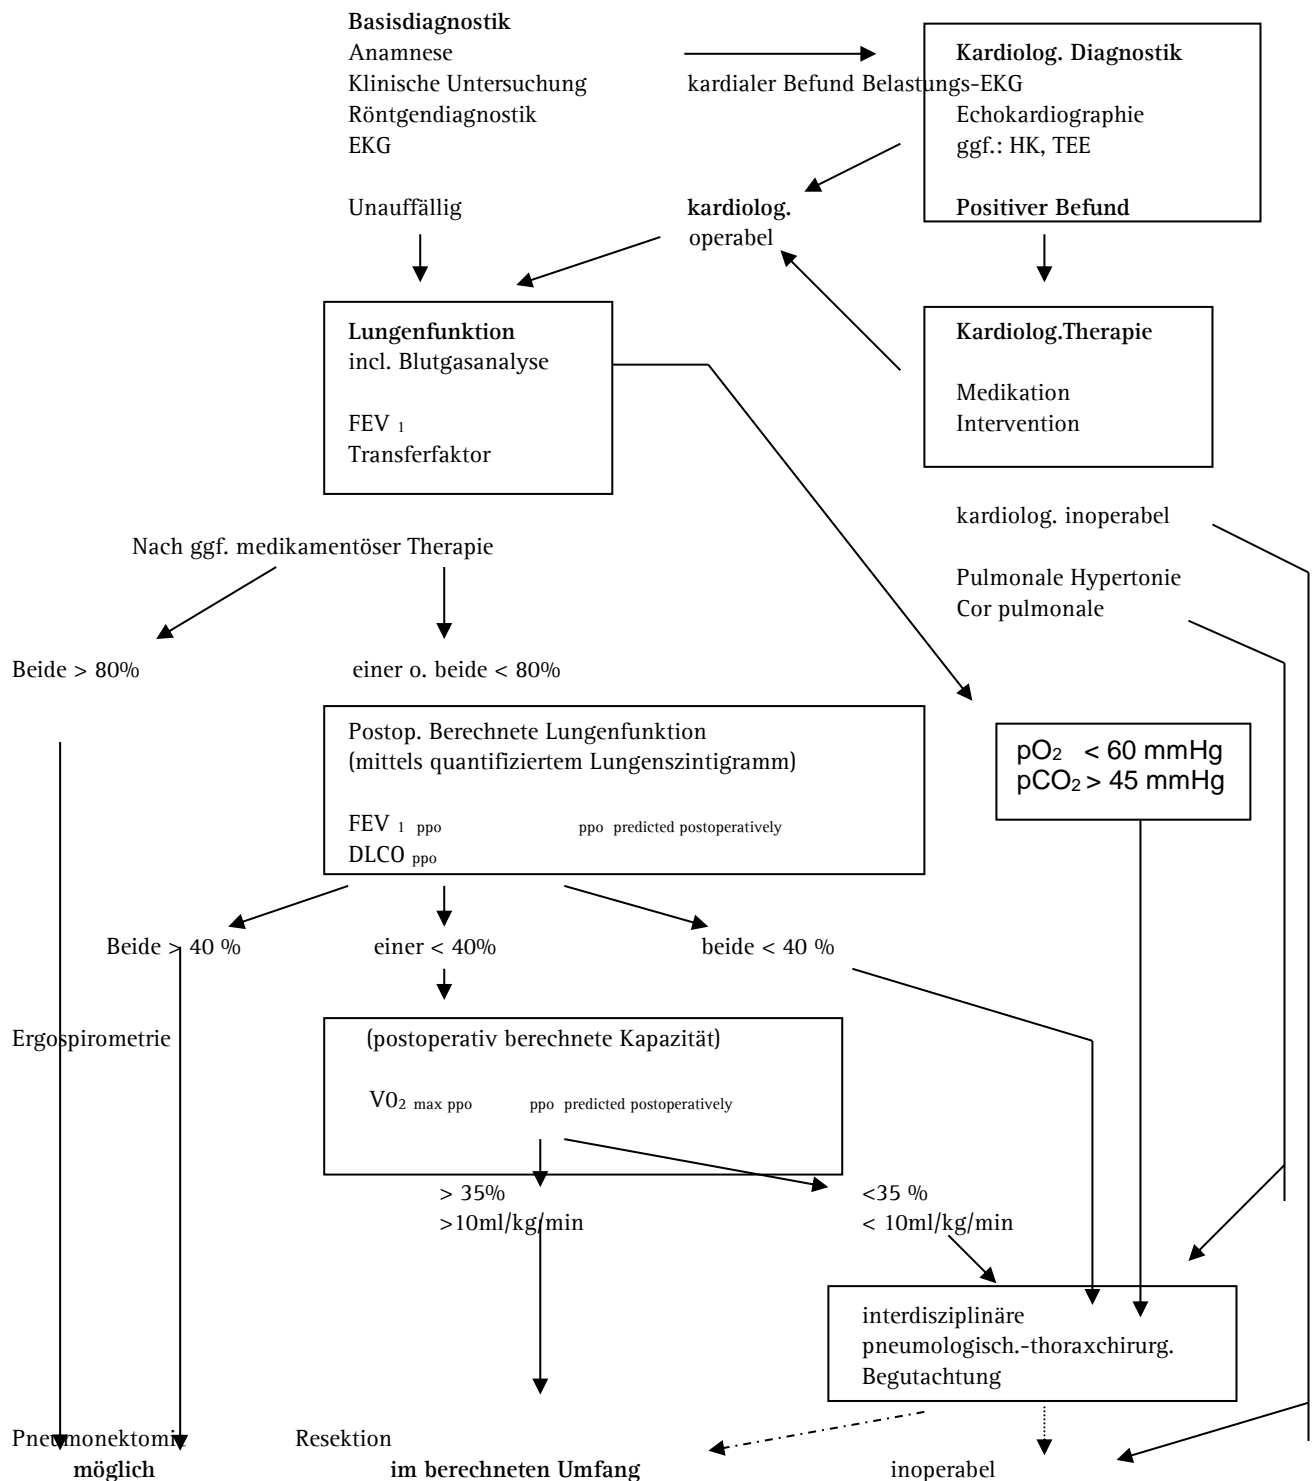 Basisdiagnostik
Anamnese
Kardiolog. Diagnostik
Klinische Untersuchung
kardialer Befund Belastungs-EKG
Röntgendiagnostik
Echokardiographie
EKG
ggf.: HK, TEE
Unauffällig
kardiolog.
Positiver Befund
operabel
Lungenfunktion
Kardiolog.Therapie
incl. Blutgasanalyse
Medikation
FEV 1
Intervention
Transferfaktor
kardiolog. inoperabel
Nach ggf. medikamentöser Therapie
Pulmonale Hypertonie
Cor pulmonale
Beide > 80%
einer o. beide < 80%
Postop. Berechnete Lungenfunktion
(mittels quantifiziertem Lungenszintigramm)
pO2 < 60 mmHg
pCO2 > 45 mmHg
FEV 1 ppo
ppo predicted postoperatively
DLCO ppo
Beide > 40 %
einer < 40%
beide < 40 %
Ergospirometrie
(postoperativ berechnete Kapazität)
VO2 max ppo
ppo predicted postoperatively
> 35%
<35 %
>10ml/kg/min
< 10ml/kg/min
interdisziplinäre
pneumologisch.-thoraxchirurg.
Begutachtung
Pneumonektomie
Resektion
möglich
im berechneten Umfang
inoperabel